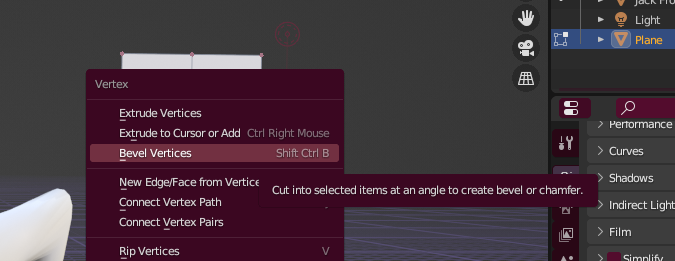 Jack Fro
Light
Plane
Vertex
Extrude Vertices
Extrude to Cursor or Add Ctrl Right Mouse
Bevel Vertices Shift Ctrl B
New Edge/Face from Vertice
Cut into selected items at an angle to create bevel or chamfer.
Connect Vertex Path
Connect Vertex Pairs
Rip Vertices V
Performance
Curves
Shadows
Indirect Light
Film
Simplify